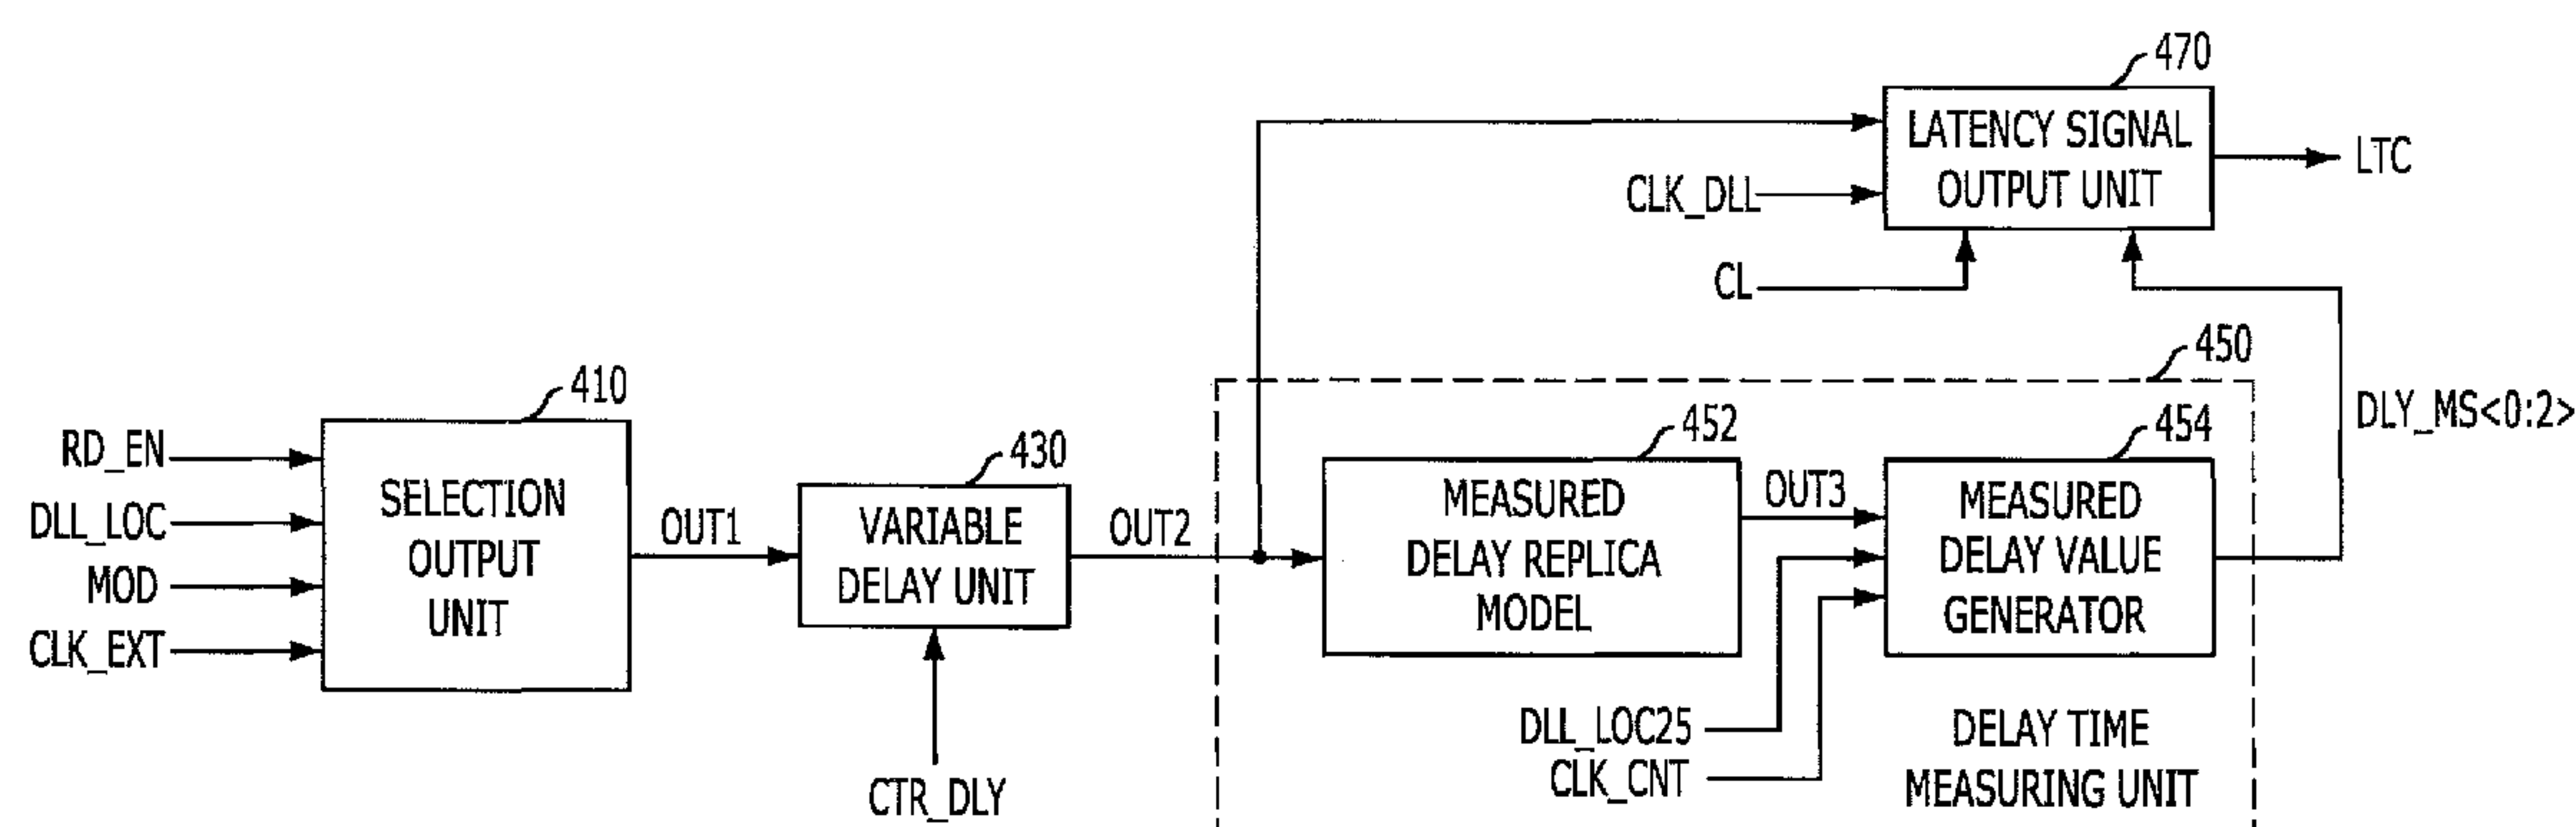 470
LATENCY SIGNAL
OUTPUT UNIT
LTC
CLK_DLL
CL
450
DLY_MS<0:2>
410
RD_EN
DLL_LOC
MOD
CLK_EXT
SELECTION
OUTPUT
UNIT
OUT1
430
VARIABLE
DELAY UNIT
OUT2
CTR_DLY
452
MEASURED
DELAY REPLICA
MODEL
OUT3
454
MEASURED
DELAY VALUE
GENERATOR
DLL_LOC25
CLK_CNT
DELAY TIME
MEASURING UNIT